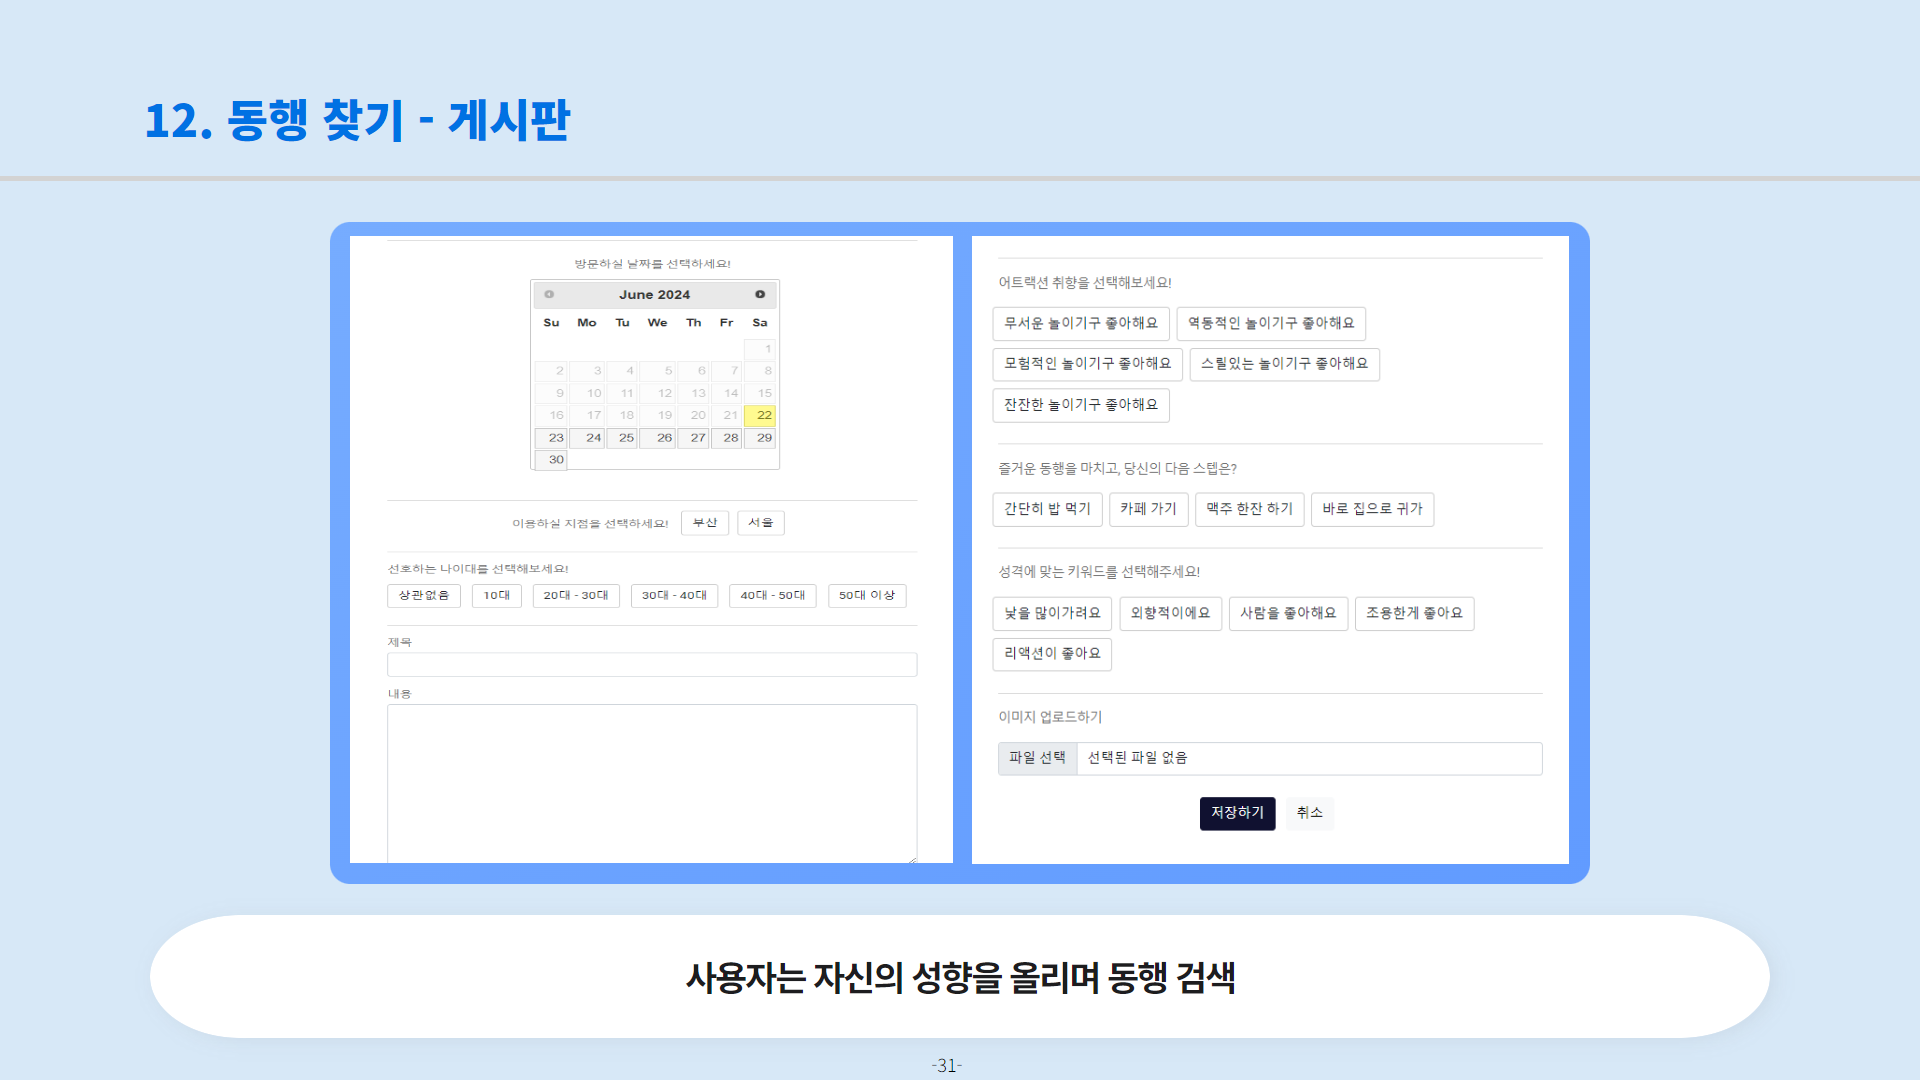 12. 동행 찾기 - 게시판
방문하실 날짜를 선택하세요!
June 2024
Su Mo Tu We Th Fr Sa
1
2 3 4 5 6 7 8
9 10 11 12 13 14 15
16 17 18 19 20 21 22
23 24 25 26 27 28 29
30
이용하실 지점을 선택하세요! 부산 서울
선호하는 나이대를 선택해보세요!
상관없음 10대 20대 - 30대 30대 - 40대 40대 - 50대 50대 이상
제목
내용
어트랙션 취향을 선택해보세요!
무서운 놀이기구 좋아해요 역동적인 놀이기구 좋아해요
모험적인 놀이기구 좋아해요 스릴있는 놀이기구 좋아해요
잔잔한 놀이기구 좋아해요
즐거운 동행을 마치고, 당신의 다음 스텝은?
간단히 밥 먹기 카페 가기 맥주 한잔 하기 바로 집으로 귀가
성격에 맞는 키워드를 선택해주세요!
낯을 많이가려요 외향적이에요 사람을 좋아해요 조용한게 좋아요
리액션이 좋아요
이미지 업로드하기
파일 선택 선택된 파일 없음
저장하기 취소
사용자는 자신의 성향을 올리며 동행 검색
-31-